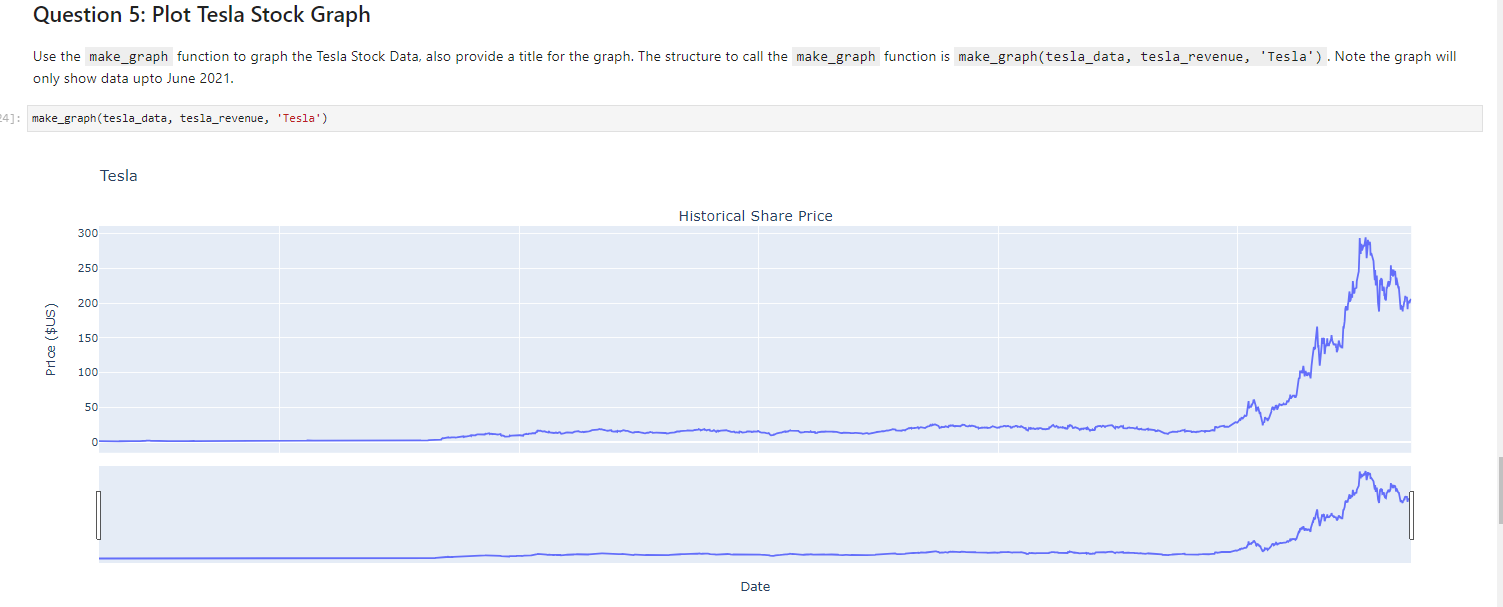 Question 5: Plot Tesla Stock Graph
Use the make_graph function to graph the Tesla Stock Data, also provide a title for the graph. The structure to call the make_graph function is make_graph(tesla_data, tesla_revenue, 'Tesla') . Note the graph will
only show data upto June 2021.
24]: make_graph(tesla_data, tesla_revenue, 'Tesla')
Tesla
Historical Share Price
300
250
200
150
100
50
0
Price ($US)
Date